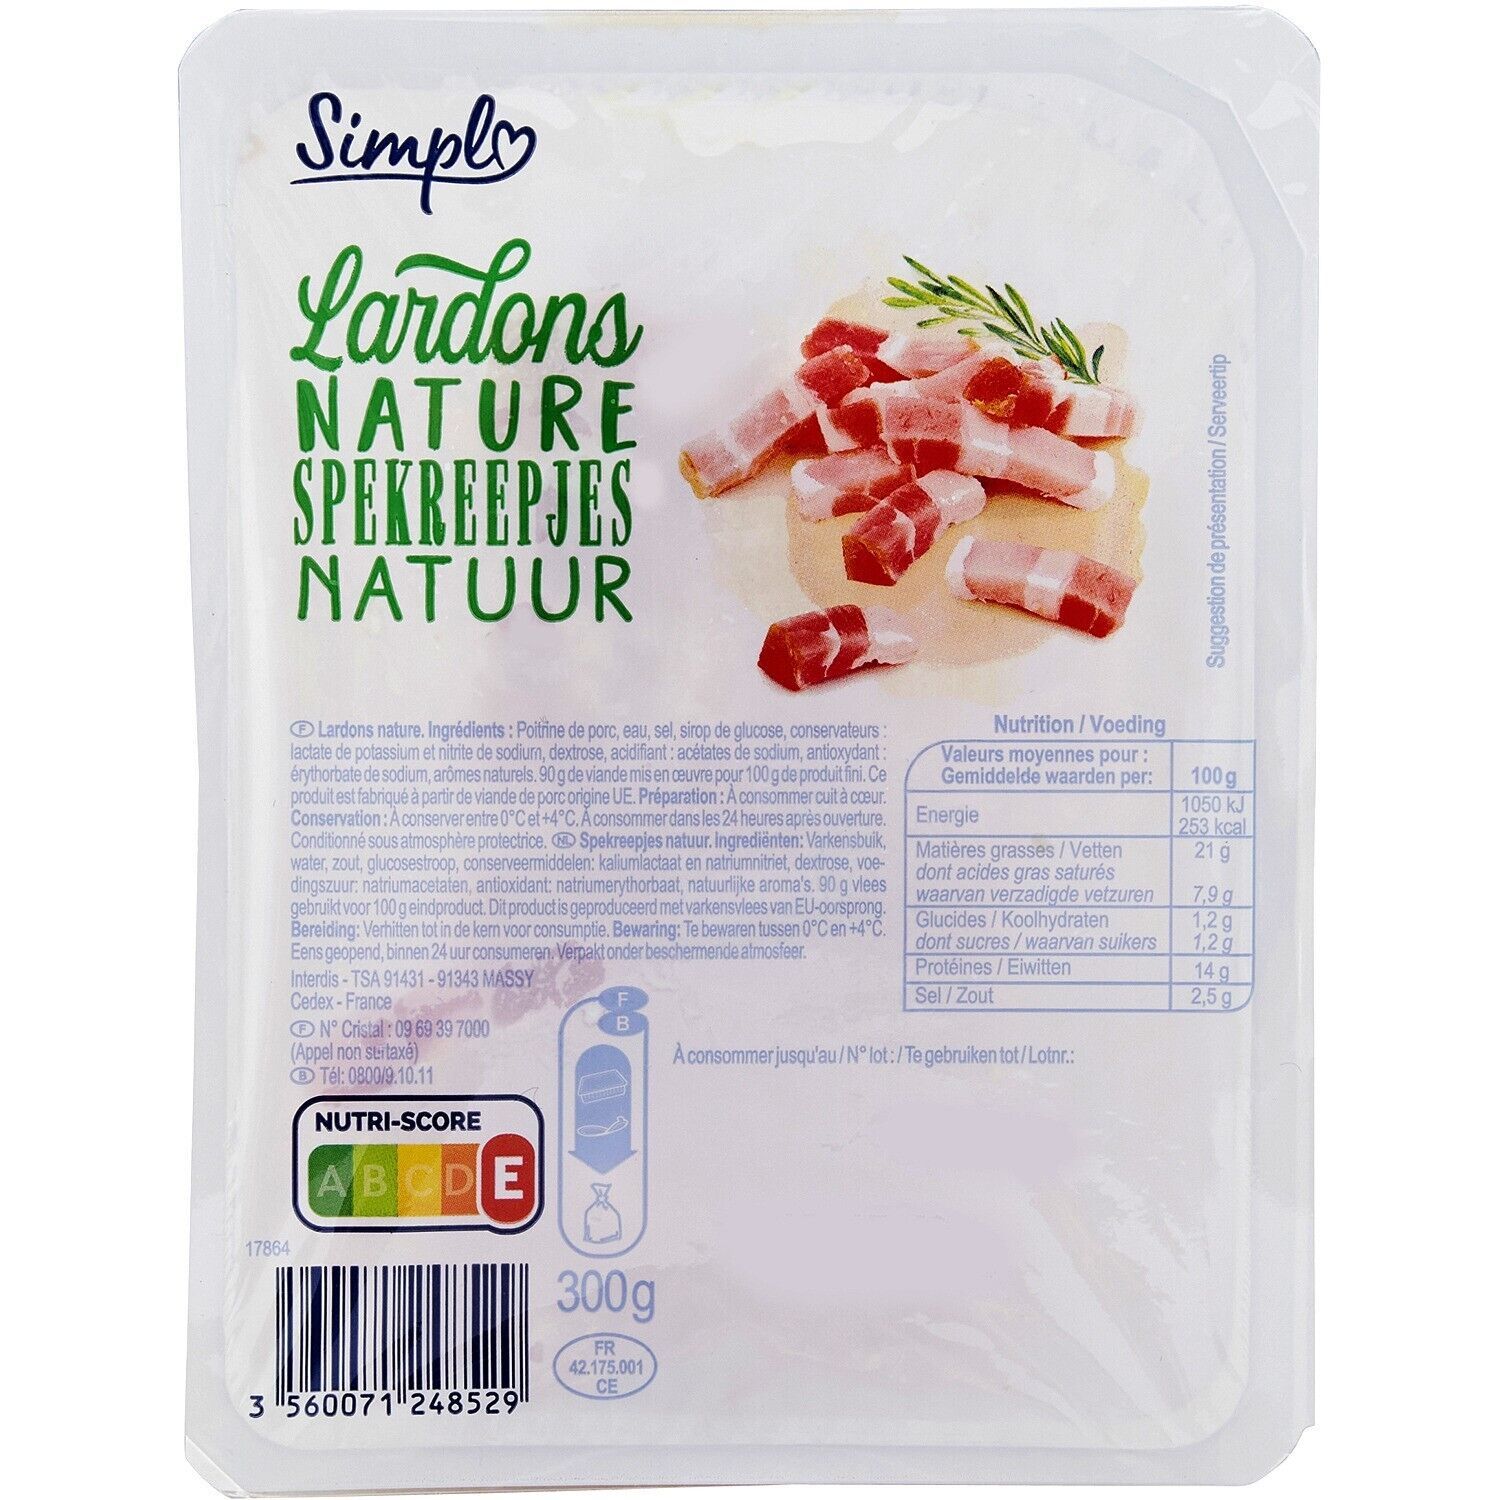 Simpl
Lardons
NATURE
SPEKREEPJES
NATUUR
Suggestion de présentation / Serveertip
F Lardons nature. Ingrédients : Poitrine de porc, eau, sel, sirop de glucose, conservateurs :
lactate de potassium et nitrite de sodium, dextrose, acidifiant : acétates de sodium, antioxydant :
érythorbate de sodium, arômes naturels. 90 g de viande mis en œuvre pour 100 g de produit fini. Ce
produit est fabriqué à partir de viande de porc origine UE. Préparation : À consommer cuit à cœur.
Conservation : À conserver entre 0°C et +4°C. À consommer dans les 24 heures après ouverture.
Conditionné sous atmosphère protectrice. NL Spekreepjes natuur. Ingrediënten: Varkensbuik,
water, zout, glucosestroop, conserveermiddelen: kaliumlactaat en natriumnitriet, dextrose, voe-
dingszuur: natriumacetaten, antioxidant: natriumerythorbaat, natuurlijke aroma's. 90 g vlees
gebruikt voor 100 g eindproduct. Dit product is geproduceerd met varkensvlees van EU-oorsprong.
Bereiding: Verhitten tot in de kern voor consumptie. Bewaring: Te bewaren tussen 0°C en +4°C.
Eens geopend, binnen 24 uur consumeren. Verpakt onder beschermende atmosfeer.
Interdis - TSA 91431 - 91343 MASSY
Cedex - France
F N° Cristal : 09 69 39 7000
(Appel non surtaxé)
B Tél: 0800/9.10.11
Nutrition / Voeding
Valeurs moyennes pour :
Gemiddelde waarden per: 100 g
Energie 1050 kJ
253 kcal
Matières grasses / Vetten 21 g
dont acides gras saturés
waarvan verzadigde vetzuren 7,9 g
Glucides / Koolhydraten 1,2 g
dont sucres / waarvan suikers 1,2 g
Protéines / Eiwitten 14 g
Sel / Zout 2,5 g
F
B
À consommer jusqu'au / N° lot : / Te gebruiken tot / Lotnr.:
NUTRI-SCORE
A B C D E
17864
300 g
FR
42.175.001
CE
3 560071 248529